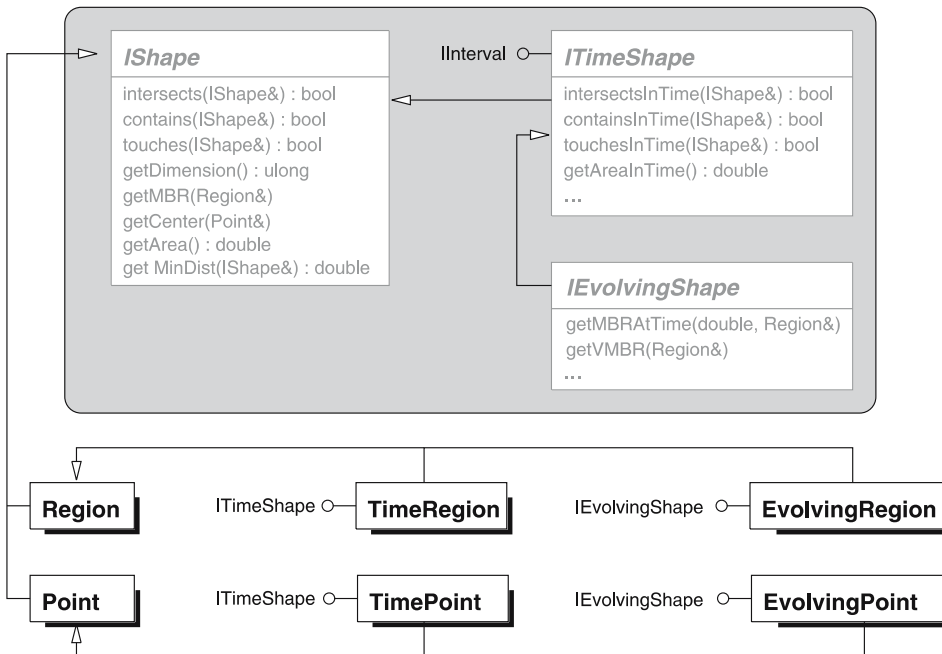 IShape
intersects(IShape&) : bool
contains(IShape&) : bool
touches(IShape&) : bool
getDimension() : ulong
getMBR(Region&)
getCenter(Point&)
getArea() : double
get MinDist(IShape&) : double
IInterval
ITimeShape
intersectsInTime(IShape&) : bool
containsInTime(IShape&) : bool
touchesInTime(IShape&) : bool
getAreaInTime() : double
...
IEvolvingShape
getMBRAtTime(double, Region&)
getVMBR(Region&)
...
Region
ITimeShape
TimeRegion
IEvolvingShape
EvolvingRegion
Point
ITimeShape
TimePoint
IEvolvingShape
EvolvingPoint